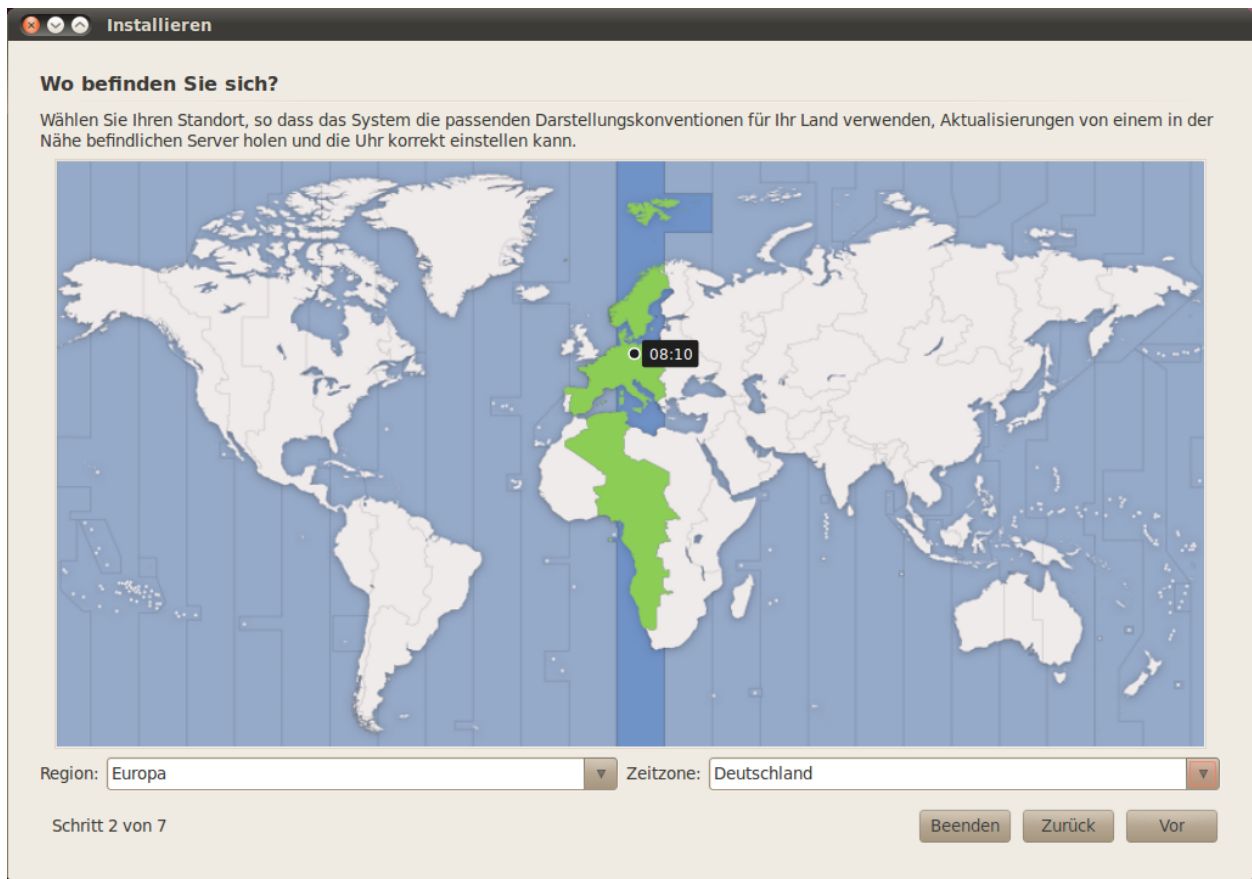 Installieren
Wo befinden Sie sich?
Wählen Sie Ihren Standort, so dass das System die passenden Darstellungskonventionen für Ihr Land verwenden, Aktualisierungen von einem in der
Nähe befindlichen Server holen und die Uhr korrekt einstellen kann.
08:10
Region: Europa Zeitzone: Deutschland
Schritt 2 von 7 Beenden Zurück Vor